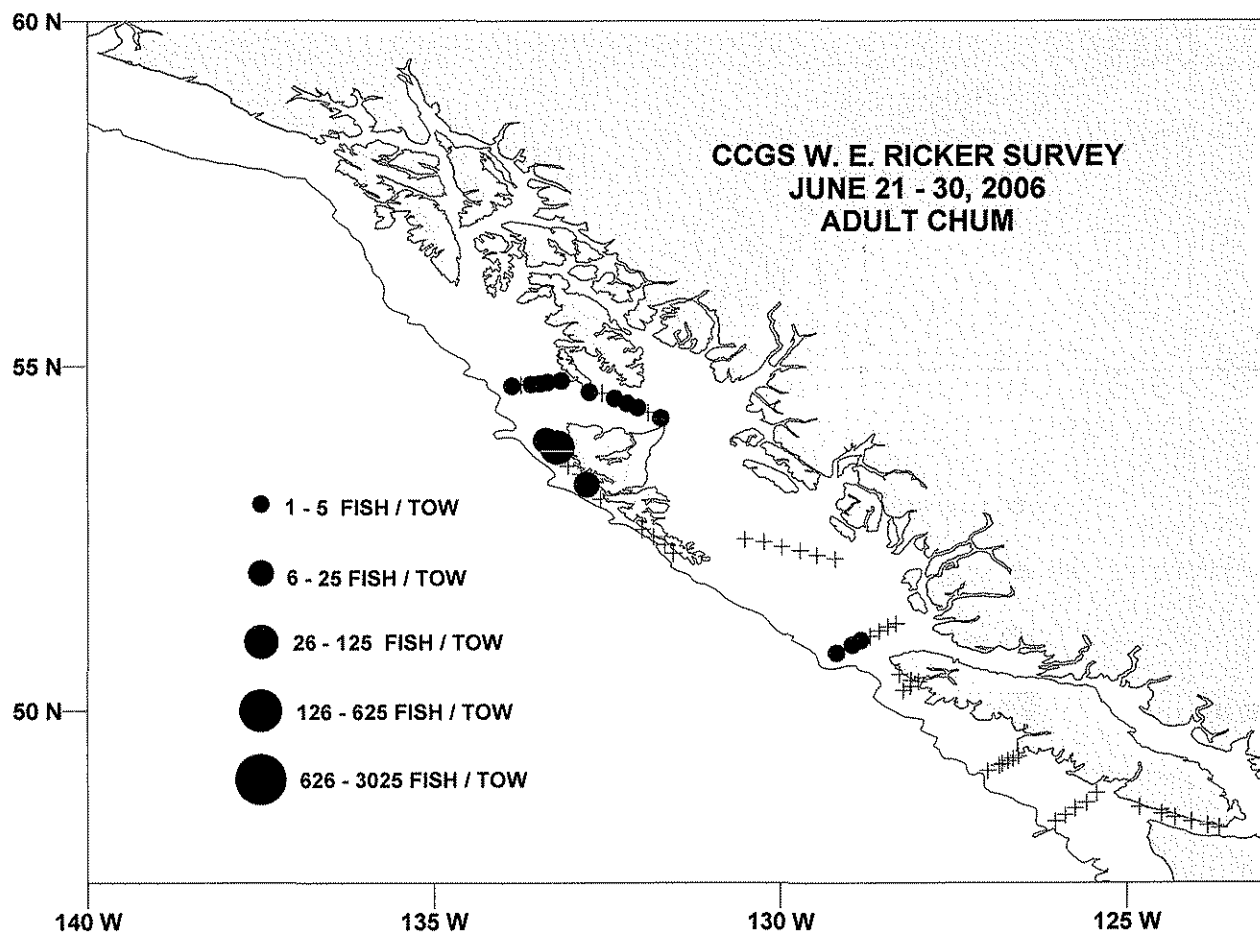 60 N
CCGS W. E. RICKER SURVEY
JUNE 21 - 30, 2006
ADULT CHUM
55 N
1 - 5 FISH / TOW
6 - 25 FISH / TOW
26 - 125 FISH / TOW
126 - 625 FISH / TOW
626 - 3025 FISH / TOW
50 N
140 W
135 W
130 W
125 W